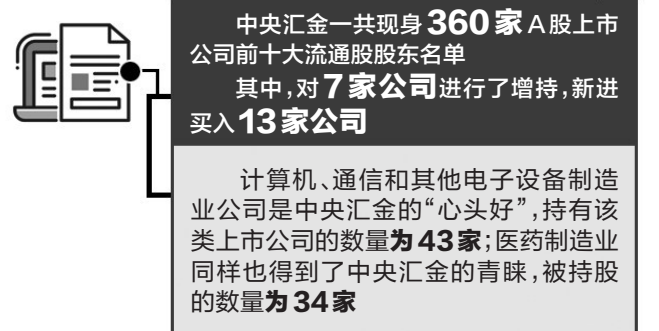 中央汇金一共现身360家A股上市
公司前十大流通股股东名单
其中,对7家公司进行了增持,新进
买入13家公司
计算机、通信和其他电子设备制造
业公司是中央汇金的“心头好”,持有该
类上市公司的数量为43家;医药制造业
同样也得到了中央汇金的青睐,被持股
的数量为34家